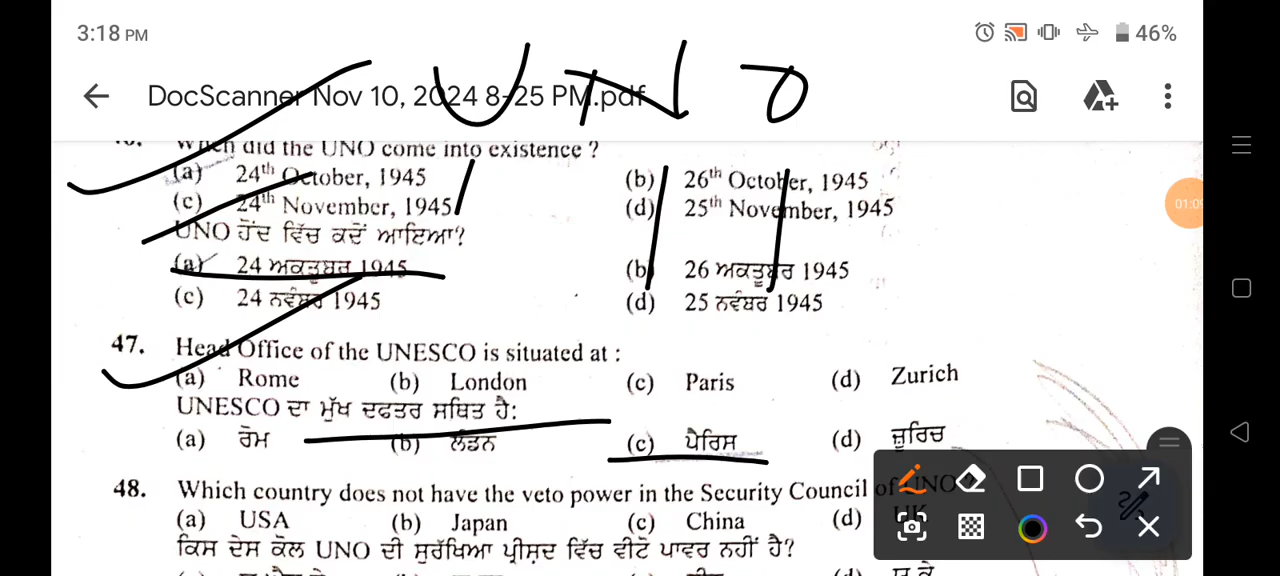 3:18 PM 46%
DocScanner Nov 10, 2024 8-25 PM.pdf
U N O
Which did the UNO come into existence ?
(a) 24th October, 1945 (b) 26th October, 1945
(c) 24th November, 1945 (d) 25th November, 1945
UNO ਹੋਂਦ ਵਿੱਚ ਕਦੋਂ ਆਇਆ?
(a) 24 ਅਕਤੂਬਰ 1945 (b) 26 ਅਕਤੂਬਰ 1945
(c) 24 ਨਵੰਬਰ 1945 (d) 25 ਨਵੰਬਰ 1945
47. Head Office of the UNESCO is situated at :
(a) Rome (b) London (c) Paris (d) Zurich
UNESCO ਦਾ ਮੁੱਖ ਦਫਤਰ ਸਥਿਤ ਹੈ:
(a) ਰੋਮ (b) ਲੰਡਨ (c) ਪੈਰਿਸ (d) ਜ਼ੂਰਿਚ
48. Which country does not have the veto power in the Security Council of UNO?
(a) USA (b) Japan (c) China (d) UK
ਕਿਸ ਦੇਸ ਕੋਲ UNO ਦੀ ਸੁਰੱਖਿਆ ਪ੍ਰੀਸ਼ਦ ਵਿੱਚ ਵੀਟੋ ਪਾਵਰ ਨਹੀਂ ਹੈ?